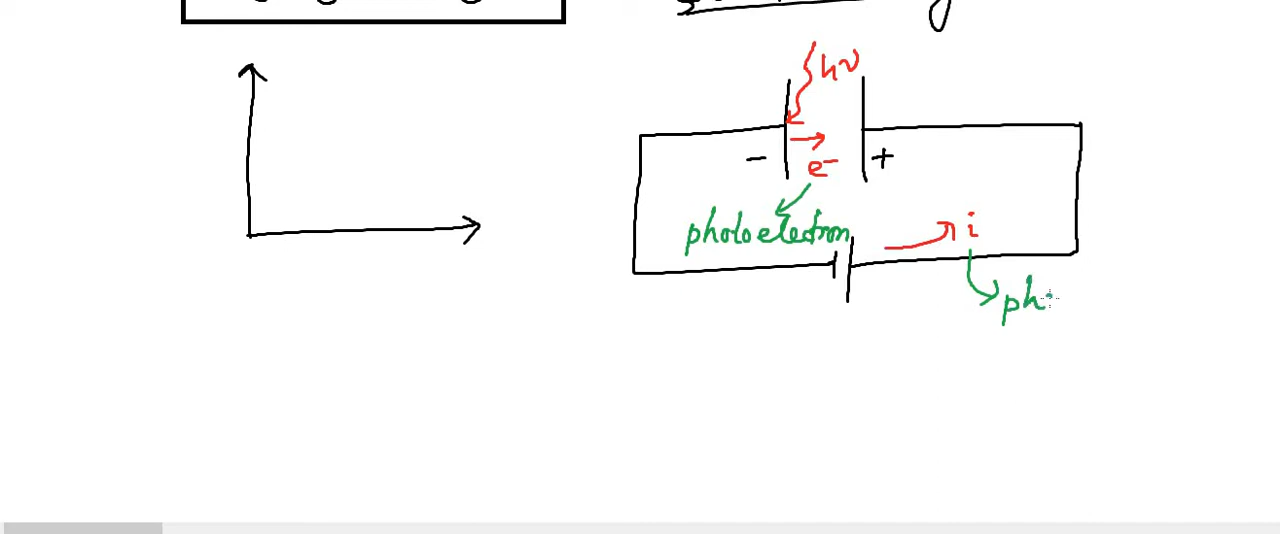 hν
- +
e⁻
photoelectron
i
ph